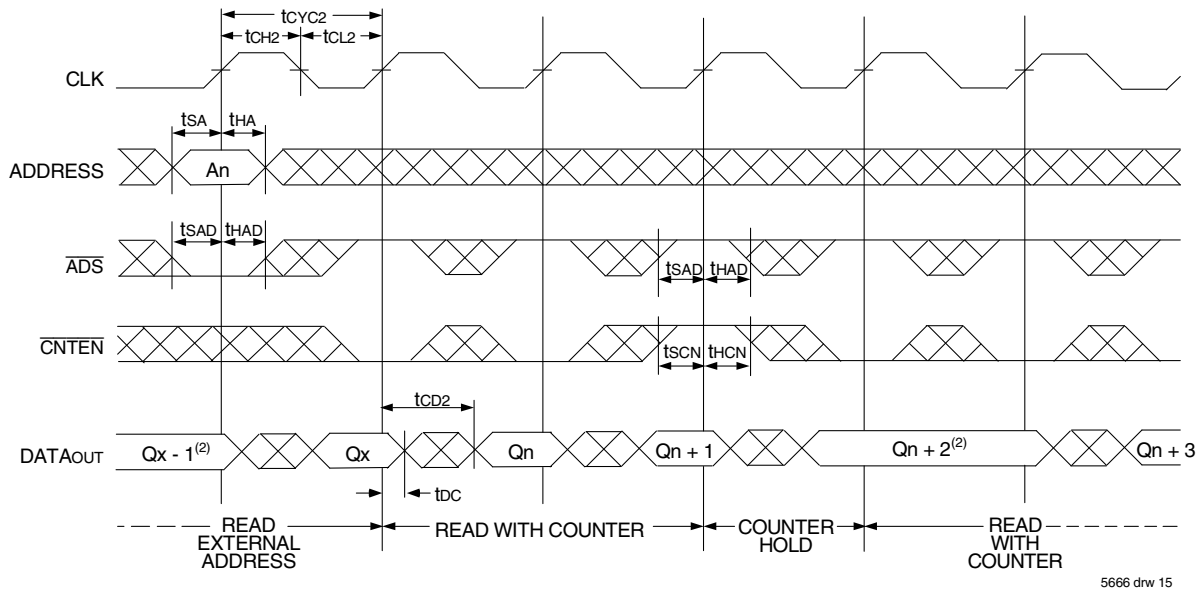 tCYC2
tCH2 tCL2
CLK
tSA tHA
ADDRESS An
tSAD tHAD
ADS tSAD tHAD
CNTEN tSCN tHCN
tCD2
DATAOUT Qx - 1(2) Qx Qn Qn + 1 Qn + 2(2) Qn + 3
tDC
READ EXTERNAL ADDRESS
READ WITH COUNTER
COUNTER HOLD
READ WITH COUNTER
5666 drw 15